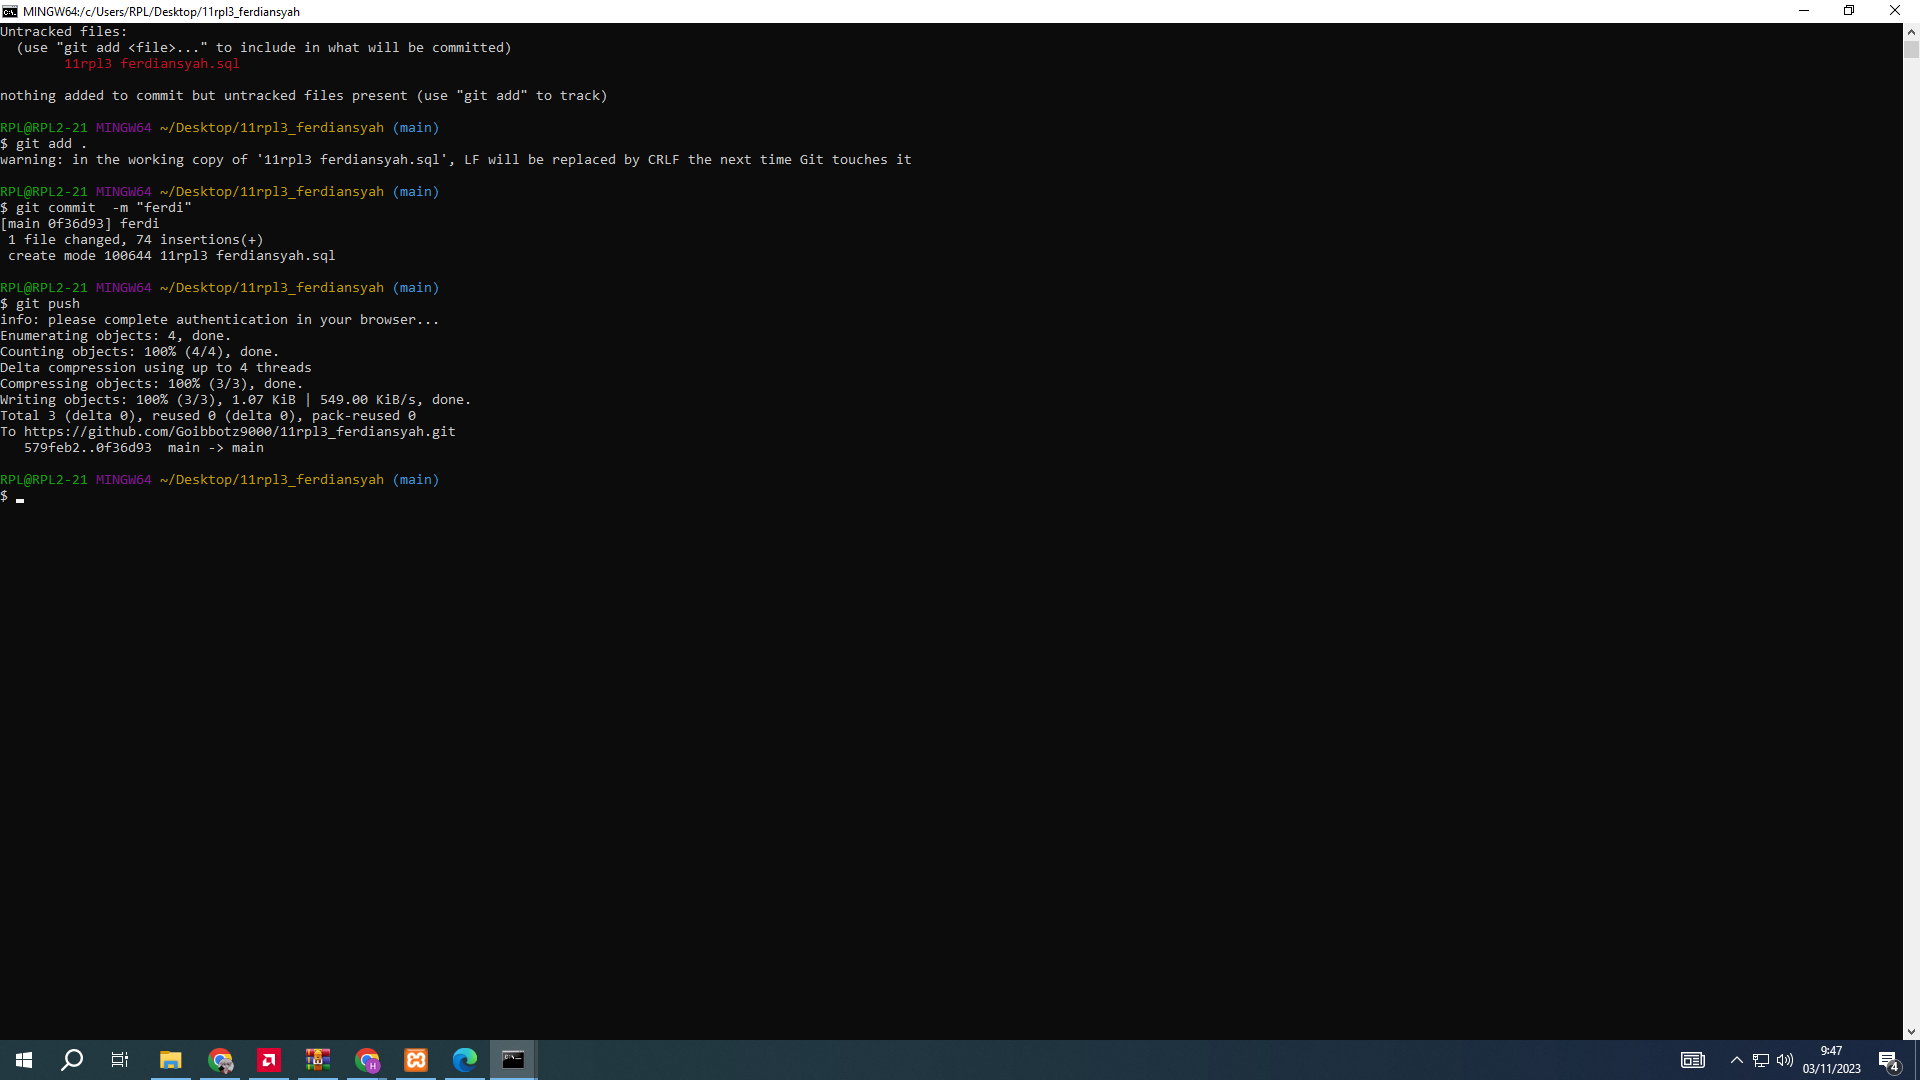 MINGW64:/c/Users/RPL/Desktop/11rpl3_ferdiansyah
Untracked files:
  (use "git add <file>..." to include in what will be committed)
        11rpl3 ferdiansyah.sql

nothing added to commit but untracked files present (use "git add" to track)

RPL@RPL2-21 MINGW64 ~/Desktop/11rpl3_ferdiansyah (main)
$ git add .
warning: in the working copy of '11rpl3 ferdiansyah.sql', LF will be replaced by CRLF the next time Git touches it

RPL@RPL2-21 MINGW64 ~/Desktop/11rpl3_ferdiansyah (main)
$ git commit  -m "ferdi"
[main 0f36d93] ferdi
 1 file changed, 74 insertions(+)
 create mode 100644 11rpl3 ferdiansyah.sql

RPL@RPL2-21 MINGW64 ~/Desktop/11rpl3_ferdiansyah (main)
$ git push
info: please complete authentication in your browser...
Enumerating objects: 4, done.
Counting objects: 100% (4/4), done.
Delta compression using up to 4 threads
Compressing objects: 100% (3/3), done.
Writing objects: 100% (3/3), 1.07 KiB | 549.00 KiB/s, done.
Total 3 (delta 0), reused 0 (delta 0), pack-reused 0
To https://github.com/Goibbotz9000/11rpl3_ferdiansyah.git
   579feb2..0f36d93  main -> main

RPL@RPL2-21 MINGW64 ~/Desktop/11rpl3_ferdiansyah (main)
$
H
9:47
03/11/2023
4